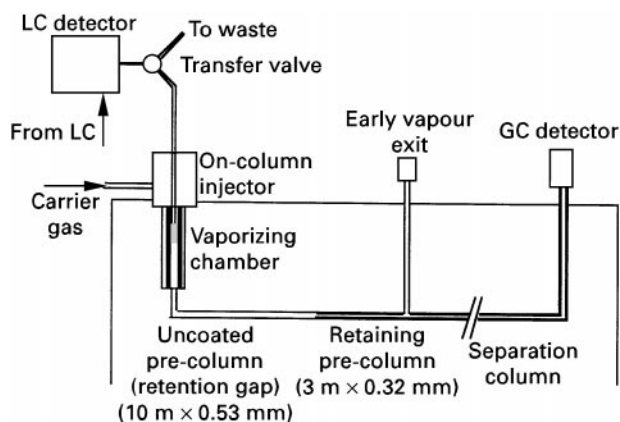 LC detector
To waste
Transfer valve
From LC
Early vapour
exit
GC detector
On-column
injector
Carrier
gas
Vaporizing
chamber
Uncoated
pre-column
(retention gap)
(10 m × 0.53 mm)
Retaining
pre-column
(3 m × 0.32 mm)
Separation
column